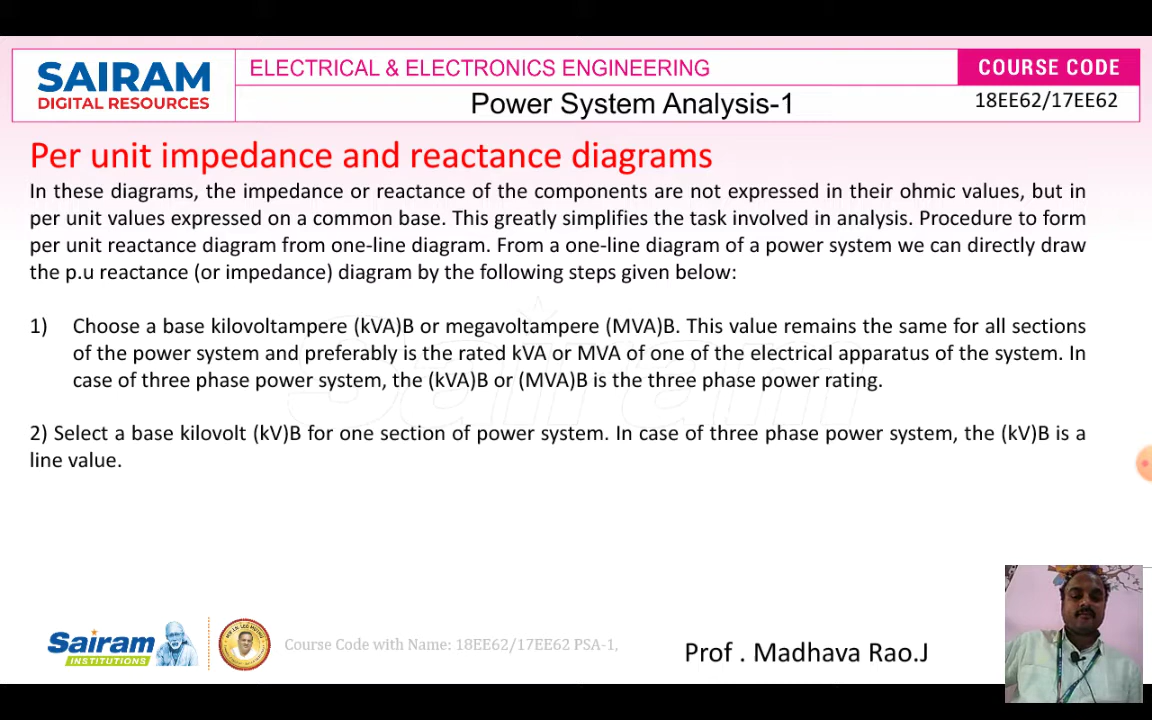 SAIRAM
DIGITAL RESOURCES
ELECTRICAL & ELECTRONICS ENGINEERING
Power System Analysis-1
COURSE CODE
18EE62/17EE62
Per unit impedance and reactance diagrams
In these diagrams, the impedance or reactance of the components are not expressed in their ohmic values, but in
per unit values expressed on a common base. This greatly simplifies the task involved in analysis. Procedure to form
per unit reactance diagram from one-line diagram. From a one-line diagram of a power system we can directly draw
the p.u reactance (or impedance) diagram by the following steps given below:
1) Choose a base kilovoltampere (kVA)B or megavoltampere (MVA)B. This value remains the same for all sections
of the power system and preferably is the rated kVA or MVA of one of the electrical apparatus of the system. In
case of three phase power system, the (kVA)B or (MVA)B is the three phase power rating.
2) Select a base kilovolt (kV)B for one section of power system. In case of three phase power system, the (kV)B is a
line value.
Sairam
Sairam
INSTITUTIONS
Course Code with Name: 18EE62/17EE62 PSA-1,
Prof . Madhava Rao.J